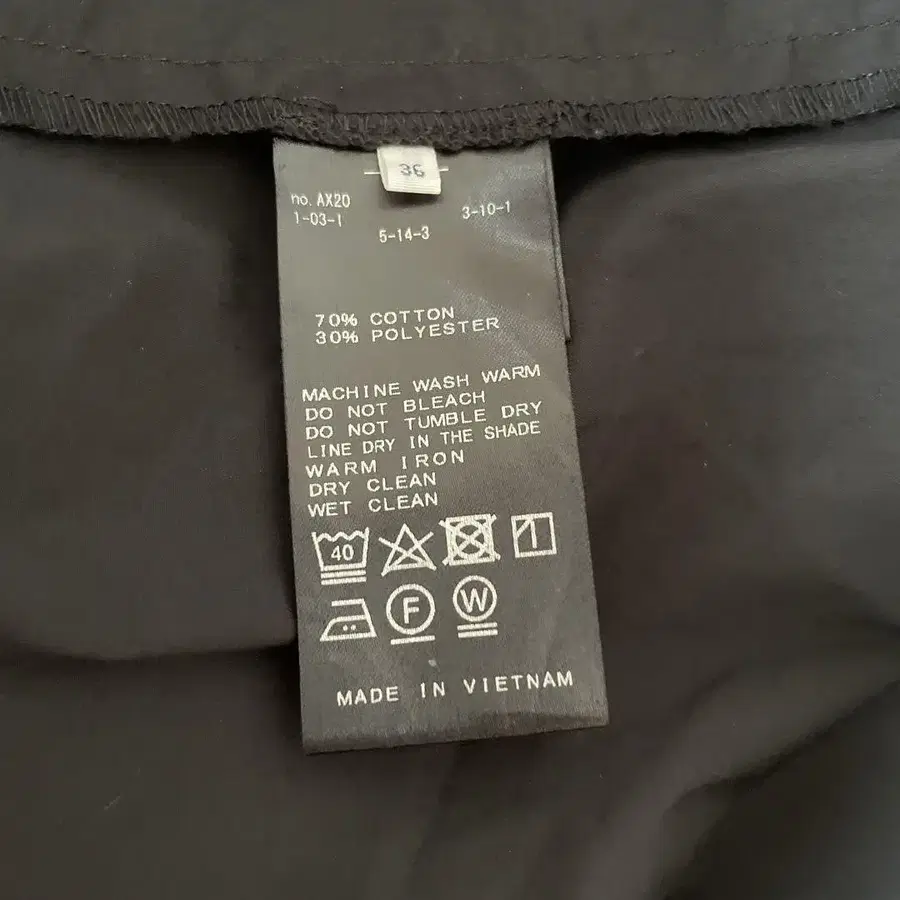 36
no. AX20
1-03-1
3-10-1
5-14-3
70% COTTON
30% POLYESTER
MACHINE WASH WARM
DO NOT BLEACH
DO NOT TUMBLE DRY
LINE DRY IN THE SHADE
WARM IRON
DRY CLEAN
WET CLEAN
40
F W
MADE IN VIETNAM